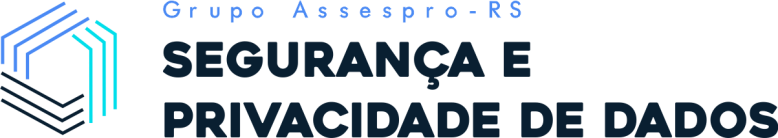 Grupo Assespro-RS
SEGURANÇA E
PRIVACIDADE DE DADOS